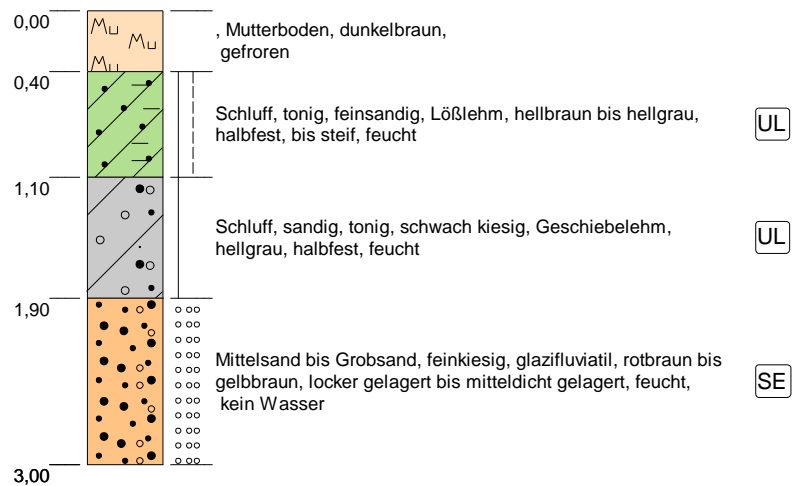 0,00
Mu
Mu
Mu
, Mutterboden, dunkelbraun,
gefroren
0,40
Schluff, tonig, feinsandig, Lößlehm, hellbraun bis hellgrau,
halbfest, bis steif, feucht
UL
1,10
Schluff, sandig, tonig, schwach kiesig, Geschiebelehm,
hellgrau, halbfest, feucht
UL
1,90
Mittelsand bis Grobsand, feinkiesig, glazifluviatil, rotbraun bis
gelbbraun, locker gelagert bis mitteldicht gelagert, feucht,
kein Wasser
SE
3,00